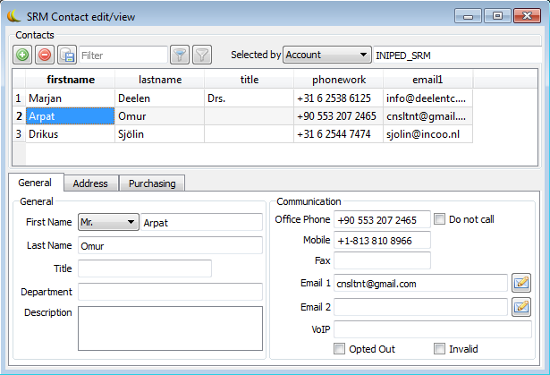 SRM Contact edit/view
Contacts
Filter Selected by Account INIPED_SRM
firstname lastname title phonework email1
1 Marjan Deelen Drs. +31 6 2538 6125 info@deelentc....
2 Arpat Omur +90 553 207 2465 cnsltnt@gmail....
3 Drikus Sjölin +31 6 2544 7474 sjolin@incoo.nl
General Address Purchasing
General
First Name Mr. Arpat
Last Name Omur
Title
Department
Description
Communication
Office Phone +90 553 207 2465 Do not call
Mobile +1-813 810 8966
Fax
Email 1 cnsltnt@gmail.com
Email 2
VoIP
Opted Out Invalid